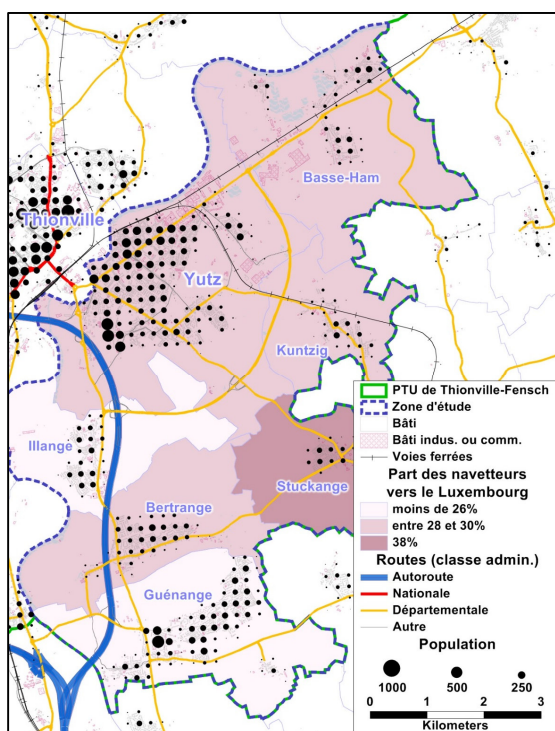 Basse-Ham
Thionville
Yutz
Kuntzig
Illange
Stuckange
Bertrange
Guénange
PTU de Thionville-Fensch
Zone d'étude
Bâti
Bâti indus. ou comm.
Voies ferrées
Part des navetteurs
vers le Luxembourg
moins de 26%
entre 28 et 30%
38%
Routes (classe admin.)
Autoroute
Nationale
Départementale
Autre
Population
1000 500 250
0 1 2 3
Kilometers